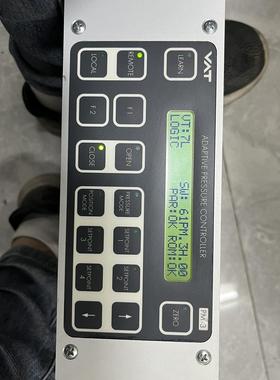 VAT
ADAPTIVE PRESSURE CONTROLLER
PM-3
VT:7L SW: 61PM.3H.00
LOGIC PAR:OK ROM:OK
LEARN
ZERO
REMOTE
F1
OPEN
PRESSURE MODE
SETPOINT 1
SETPOINT 2
LOCAL
F2
CLOSE
POSITION MODE
SETPOINT 3
SETPOINT 4